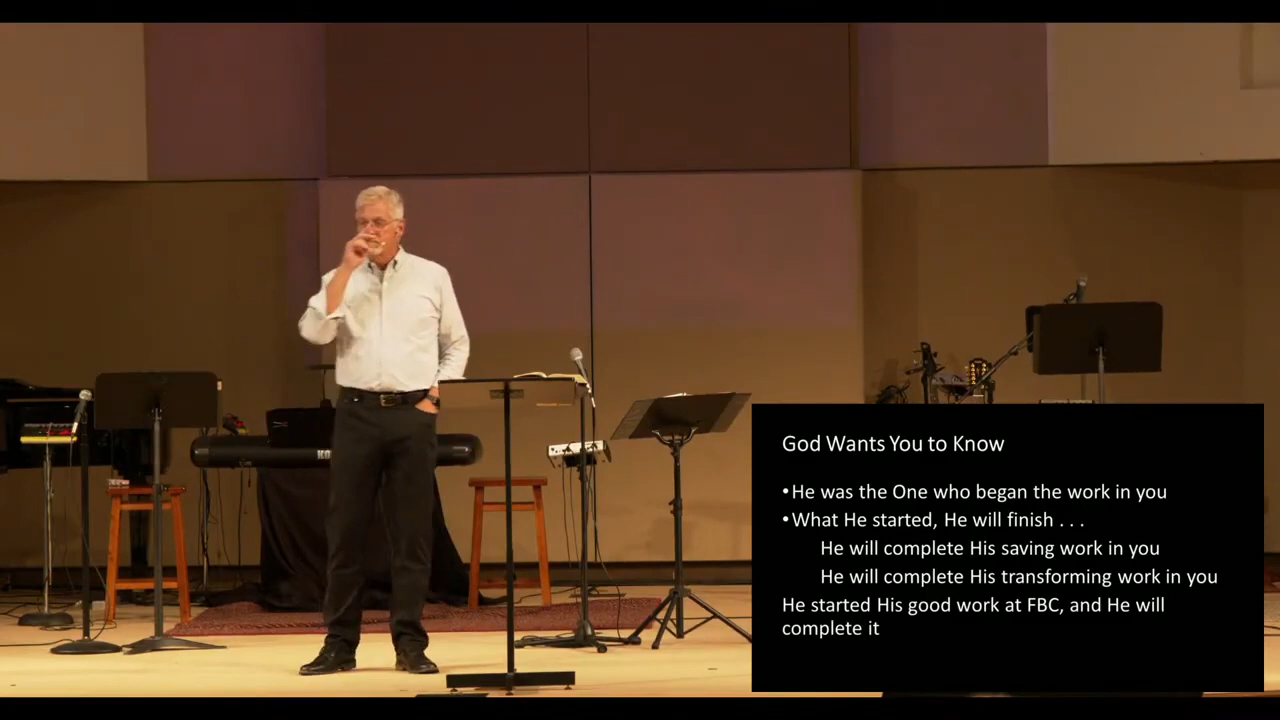 God Wants You to Know
•He was the One who began the work in you
•What He started, He will finish . . .
He will complete His saving work in you
He will complete His transforming work in you
He started His good work at FBC, and He will
complete it